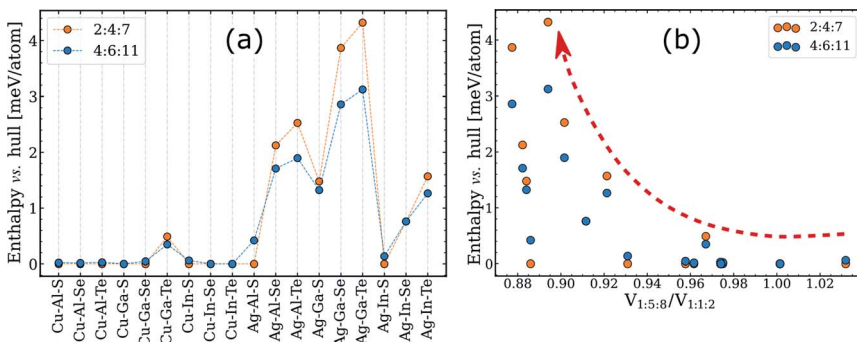 (a)
2:4:7
4:6:11
Enthalpy vs. hull [meV/atom]
4
3
2
1
0
Cu-Al-S
Cu-Al-Se
Cu-Al-Te
Cu-Ga-S
Cu-Ga-Se
Cu-Ga-Te
Cu-In-S
Cu-In-Se
Cu-In-Te
Ag-Al-S
Ag-Al-Se
Ag-Al-Te
Ag-Ga-S
Ag-Ga-Se
Ag-Ga-Te
Ag-In-S
Ag-In-Se
Ag-In-Te
(b)
2:4:7
4:6:11
Enthalpy vs. hull [meV/atom]
4
3
2
1
0
0.88 0.90 0.92 0.94 0.96 0.98 1.00 1.02
V1:5:8/V1:1:2